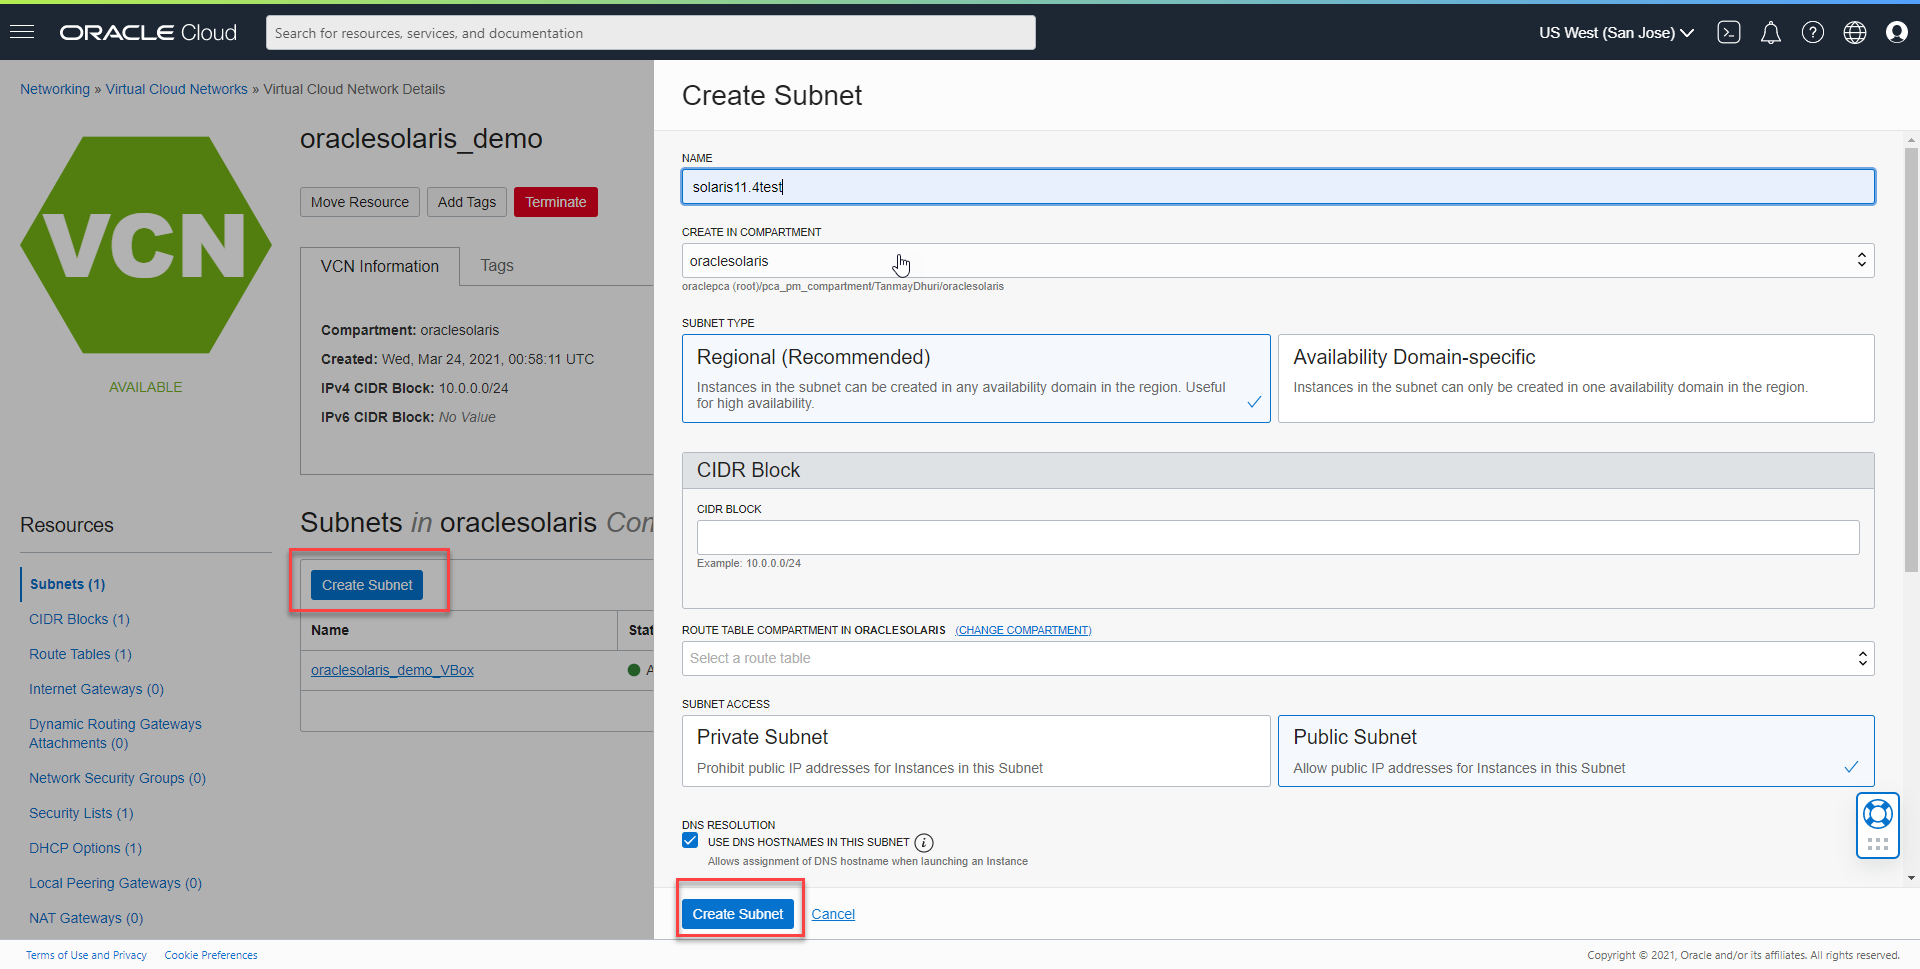 ORACLE Cloud
Search for resources, services, and documentation
US West (San Jose)
Networking » Virtual Cloud Networks » Virtual Cloud Network Details
VCN
AVAILABLE
oraclesolaris_demo
Move Resource
Add Tags
Terminate
VCN Information
Tags
Compartment: oraclesolaris
Created: Wed, Mar 24, 2021, 00:58:11 UTC
IPv4 CIDR Block: 10.0.0.0/24
IPv6 CIDR Block: No Value
Resources
Subnets (1)
CIDR Blocks (1)
Route Tables (1)
Internet Gateways (0)
Dynamic Routing Gateways
Attachments (0)
Network Security Groups (0)
Security Lists (1)
DHCP Options (1)
Local Peering Gateways (0)
NAT Gateways (0)
Subnets in oraclesolaris Con
Create Subnet
Name
Stat
oraclesolaris_demo_VBox
A
Create Subnet
NAME
solaris11.4test
CREATE IN COMPARTMENT
oraclesolaris
oraclepca (root)/pca_pm_compartment/TanmayDhuri/oraclesolaris
SUBNET TYPE
Regional (Recommended)
Instances in the subnet can be created in any availability domain in the region. Useful
for high availability.
Availability Domain-specific
Instances in the subnet can only be created in one availability domain in the region.
CIDR Block
CIDR BLOCK
Example: 10.0.0.0/24
ROUTE TABLE COMPARTMENT IN ORACLESOLARIS (CHANGE COMPARTMENT)
Select a route table
SUBNET ACCESS
Private Subnet
Prohibit public IP addresses for Instances in this Subnet
Public Subnet
Allow public IP addresses for Instances in this Subnet
DNS RESOLUTION
USE DNS HOSTNAMES IN THIS SUBNET
Allows assignment of DNS hostname when launching an Instance
Create Subnet
Cancel
Terms of Use and Privacy
Cookie Preferences
Copyright © 2021, Oracle and/or its affiliates. All rights reserved.